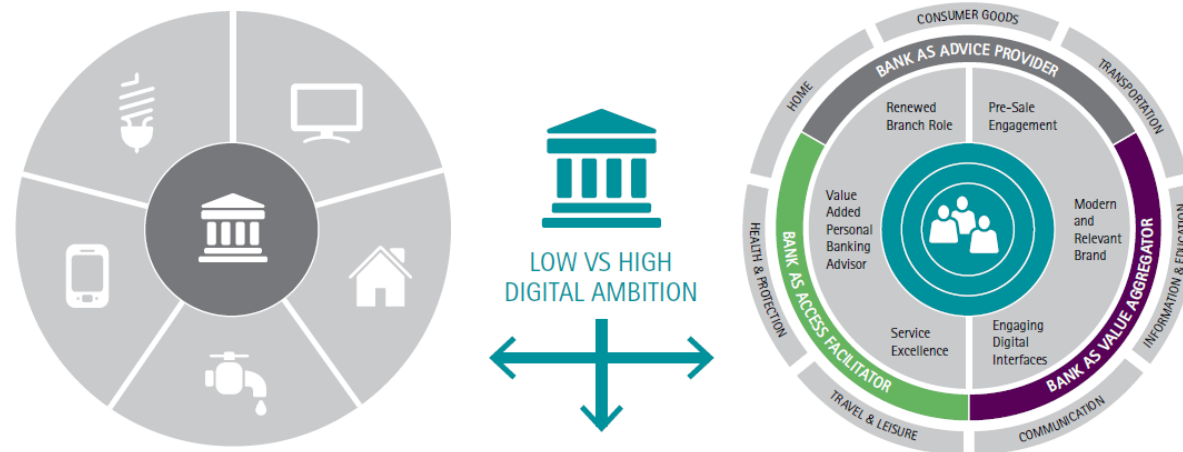 LOW VS HIGH
DIGITAL AMBITION
CONSUMER GOODS
TRANSPORTATION
INFORMATION & EDUCATION
COMMUNICATION
TRAVEL & LEISURE
HEALTH & PROTECTION
HOME
BANK AS ADVICE PROVIDER
BANK AS VALUE AGGREGATOR
BANK AS ACCESS FACILITATOR
Renewed
Branch Role
Pre-Sale
Engagement
Value
Added
Personal
Banking
Advisor
Modern
and
Relevant
Brand
Service
Excellence
Engaging
Digital
Interfaces